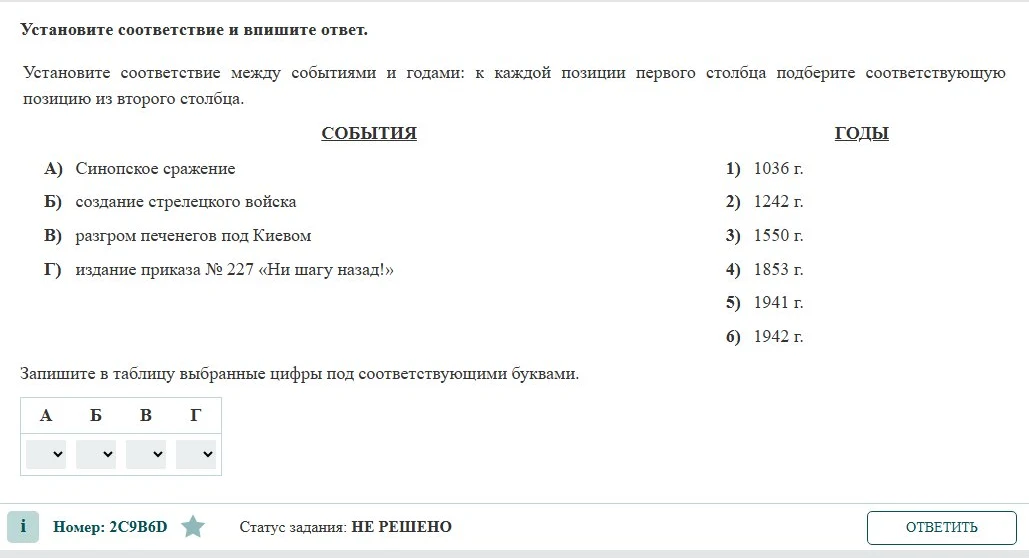 Установите соответствие и впишите ответ.
Установите соответствие между событиями и годами: к каждой позиции первого столбца подберите соответствующую
позицию из второго столбца.
СОБЫТИЯ
ГОДЫ
А) Синопское сражение
1) 1036 г.
Б) создание стрелецкого войска
2) 1242 г.
В) разгром печенегов под Киевом
3) 1550 г.
Г) издание приказа № 227 «Ни шагу назад!»
4) 1853 г.
5) 1941 г.
6) 1942 г.
Запишите в таблицу выбранные цифры под соответствующими буквами.
А Б В Г
i Номер: 2C9B6D Статус задания: НЕ РЕШЕНО ОТВЕТИТЬ